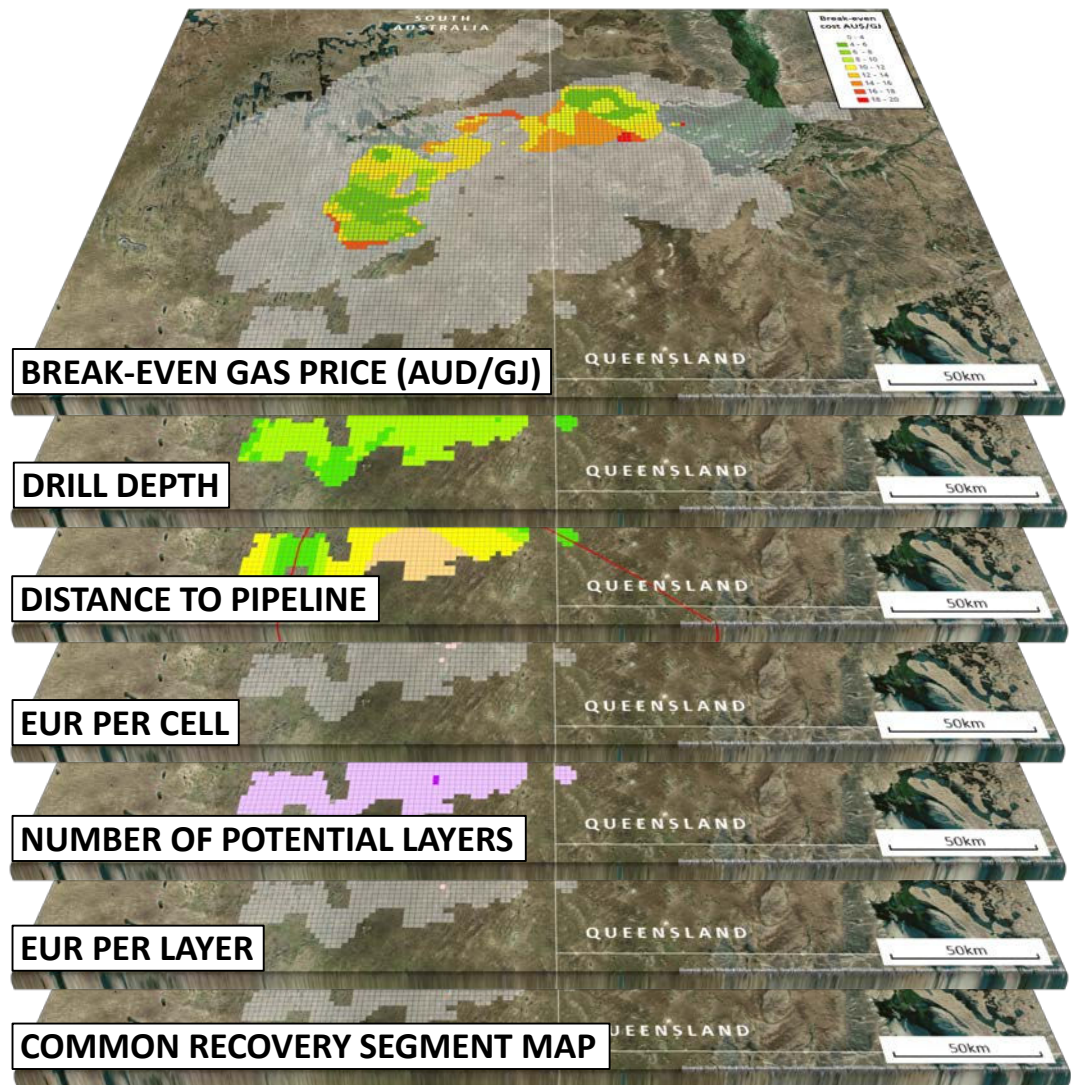 SOUTH
AUSTRALIA
Break-even
cost AU$/GJ
0 - 4
4 - 6
6 - 8
8 - 10
10 - 12
12 - 14
14 - 16
16 - 18
18 - 20
QUEENSLAND
50km
BREAK-EVEN GAS PRICE (AUD/GJ)
QUEENSLAND
50km
DRILL DEPTH
QUEENSLAND
50km
DISTANCE TO PIPELINE
QUEENSLAND
50km
EUR PER CELL
QUEENSLAND
50km
NUMBER OF POTENTIAL LAYERS
QUEENSLAND
50km
EUR PER LAYER
QUEENSLAND
50km
COMMON RECOVERY SEGMENT MAP